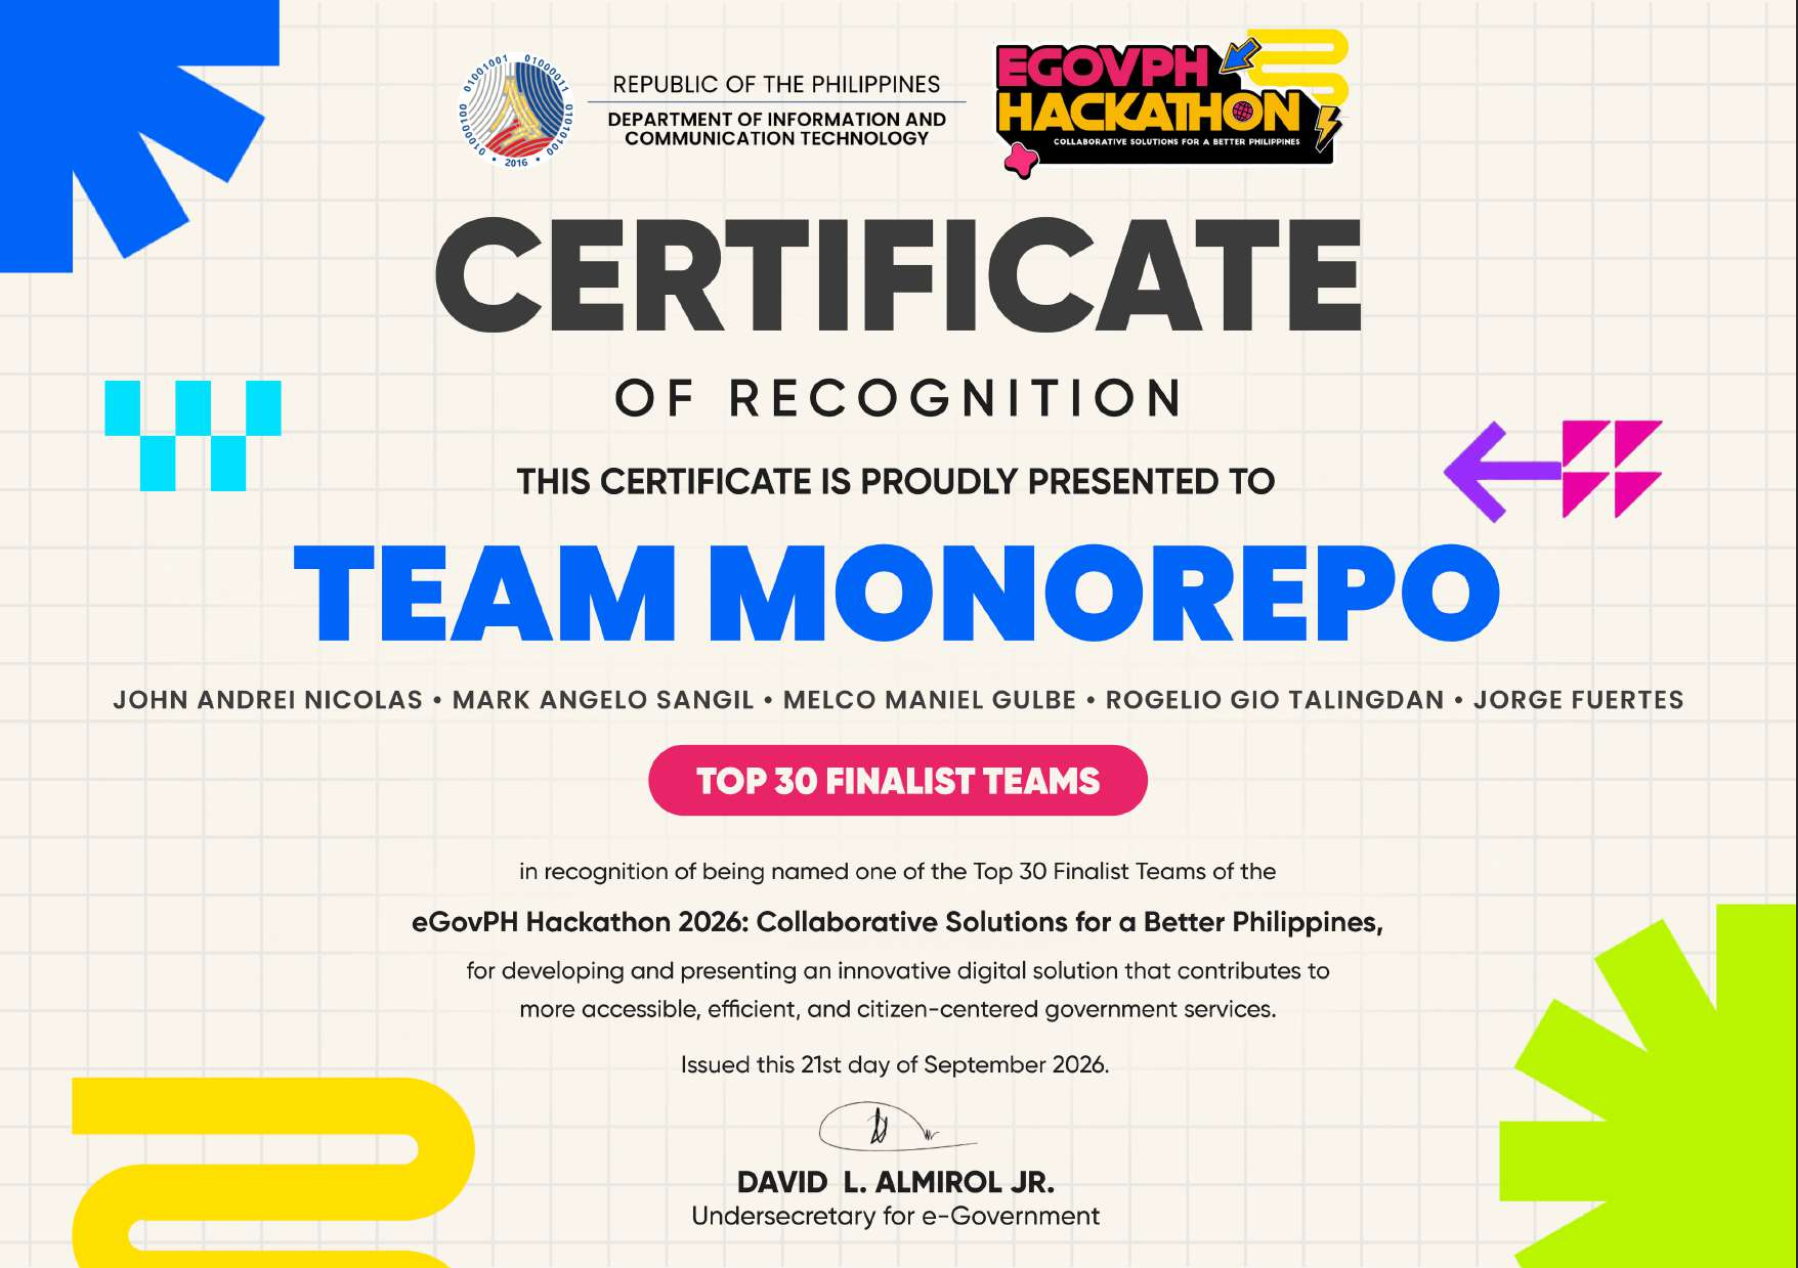 REPUBLIC OF THE PHILIPPINES
DEPARTMENT OF INFORMATION AND
COMMUNICATION TECHNOLOGY
01001001 01000011 01010100 01000100
2016
EGOVPH
HACKATHON
COLLABORATIVE SOLUTIONS FOR A BETTER PHILIPPINES
CERTIFICATE
OF RECOGNITION
THIS CERTIFICATE IS PROUDLY PRESENTED TO
TEAM MONOREPO
JOHN ANDREI NICOLAS • MARK ANGELO SANGIL • MELCO MANIEL GULBE • ROGELIO GIO TALINGDAN • JORGE FUERTES
TOP 30 FINALIST TEAMS
in recognition of being named one of the Top 30 Finalist Teams of the
eGovPH Hackathon 2026: Collaborative Solutions for a Better Philippines,
for developing and presenting an innovative digital solution that contributes to
more accessible, efficient, and citizen-centered government services.
Issued this 21st day of September 2026.
DAVID L. ALMIROL JR.
Undersecretary for e-Government